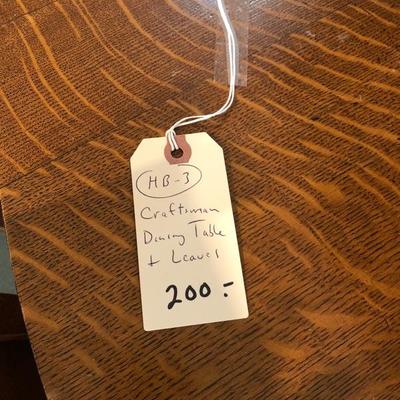 HB-3
Craftsman
Dining Table
+ Leaves
200.-